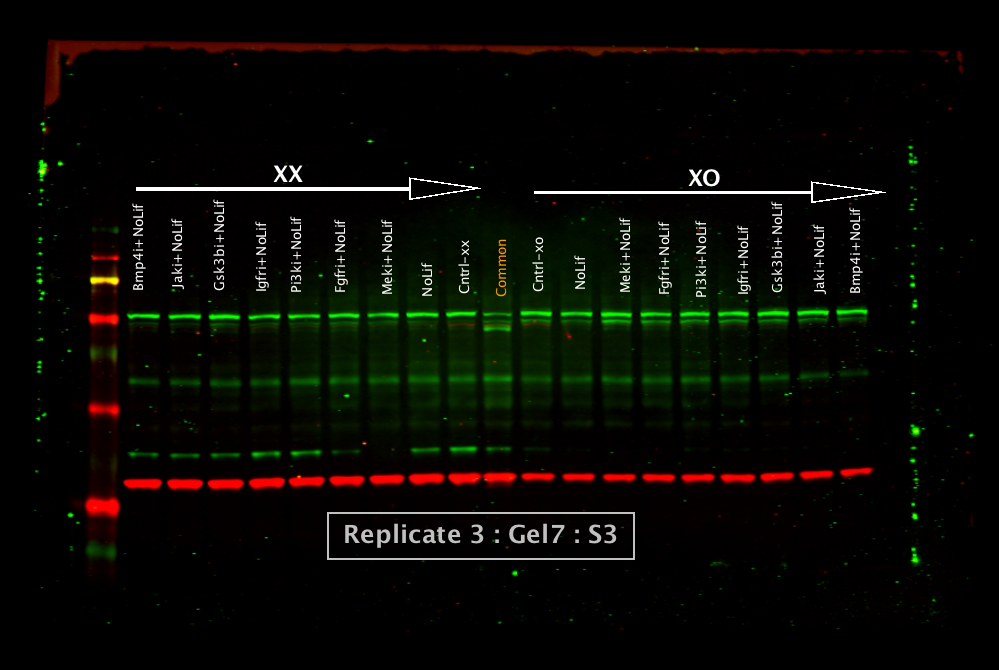 XX
XO
Bmp4i+NoLif
Jaki+NoLif
Gsk3bi+NoLif
Igfri+NoLif
Pi3ki+NoLif
Fgfri+NoLif
Meki+NoLif
NoLif
Cntrl-xx
Common
Cntrl-xo
NoLif
Meki+NoLif
Fgfri+NoLif
Pi3ki+NoLif
Igfri+NoLif
Gsk3bi+NoLif
Jaki+NoLif
Bmp4i+NoLif
Replicate 3 : Gel7 : S3